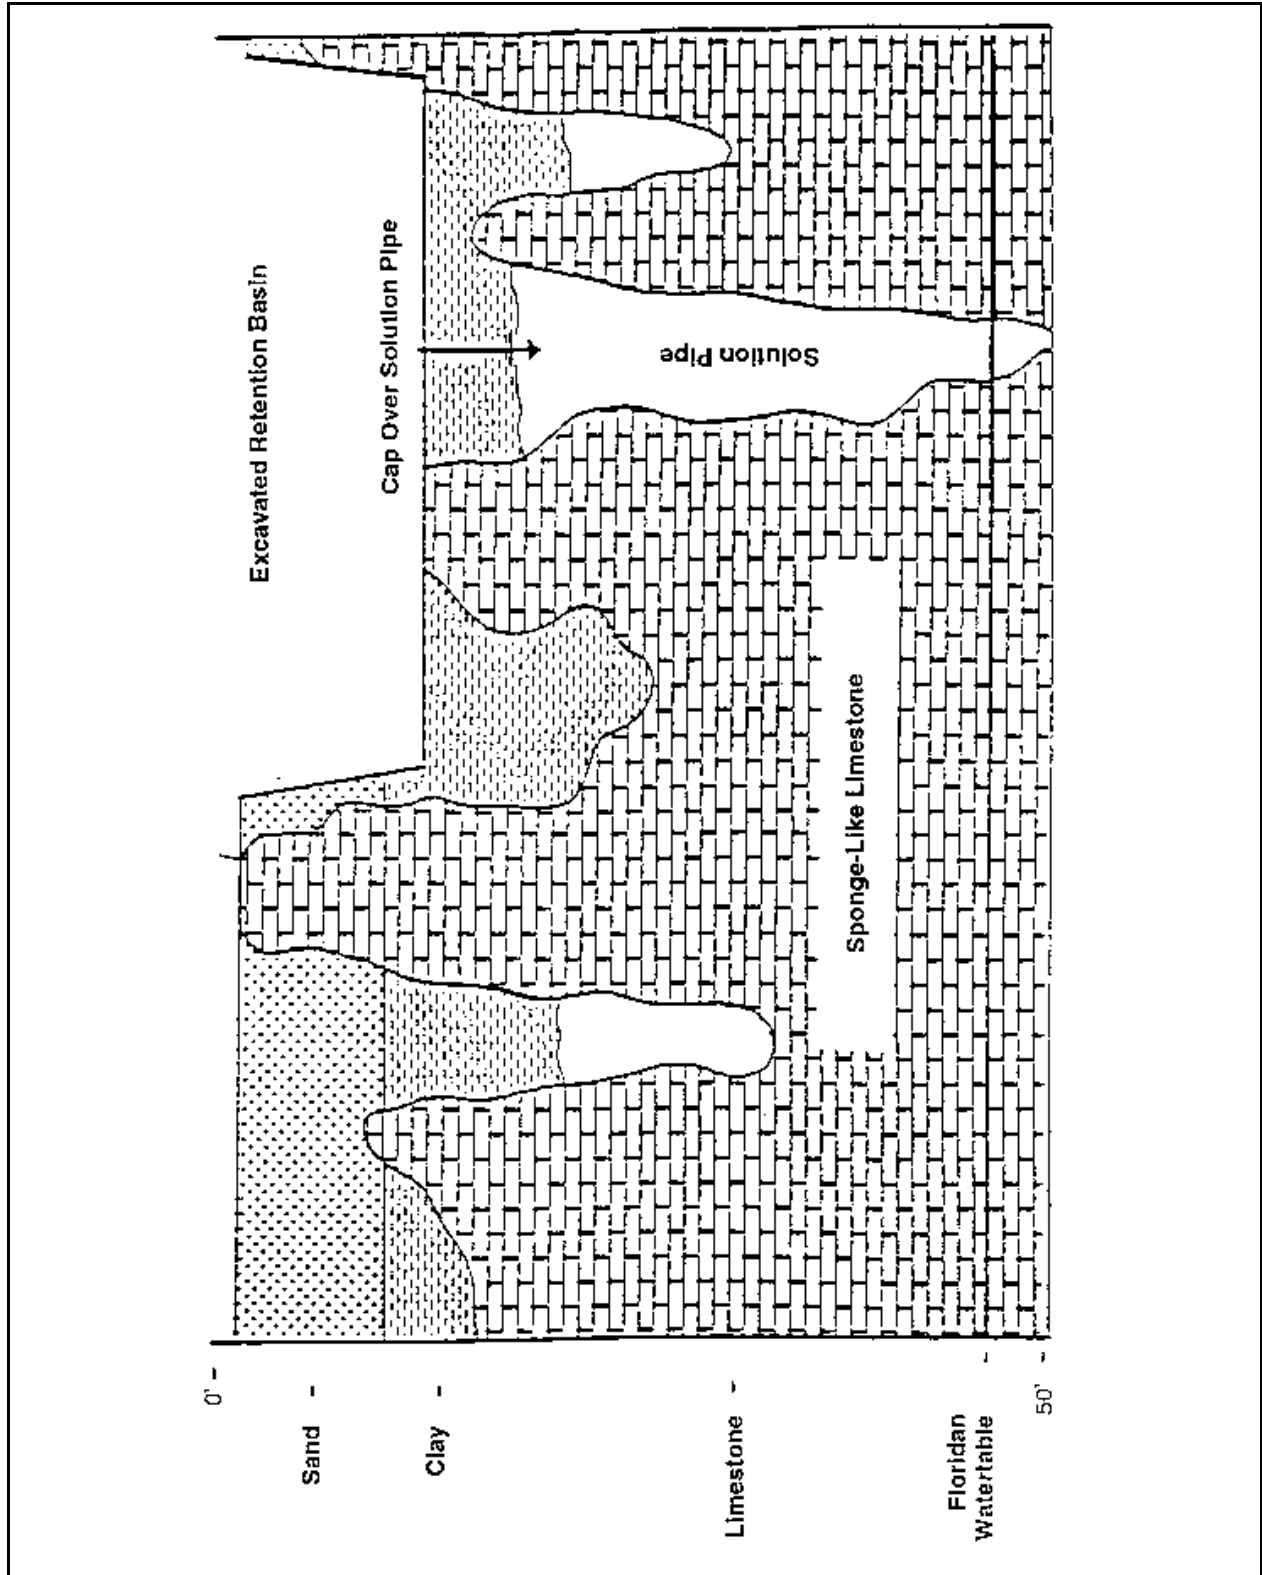 Excavated Retention Basin
Cap Over Solution Pipe
Solution Pipe
Sponge-Like Limestone
0' -
Sand -
Clay -
Limestone -
Floridan
Watertable -
50' -